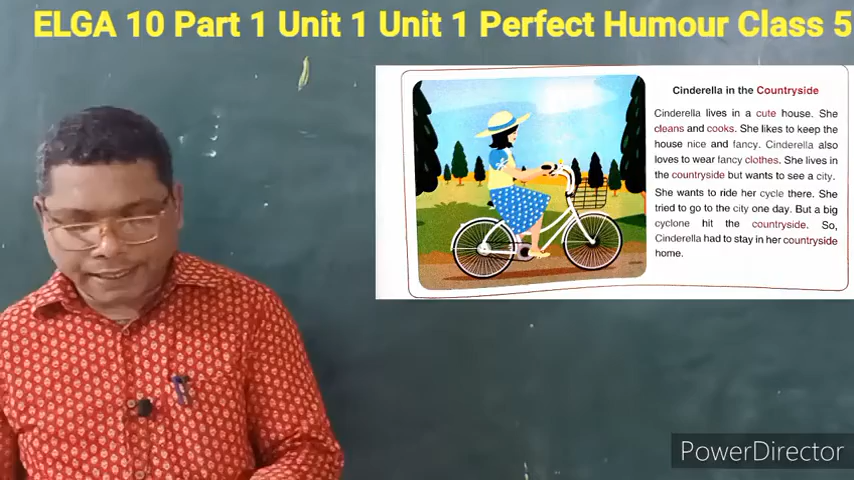 ELGA 10 Part 1 Unit 1 Unit 1 Perfect Humour Class 5
Cinderella in the Countryside
Cinderella lives in a cute house. She
cleans and cooks. She likes to keep the
house nice and fancy. Cinderella also
loves to wear fancy clothes. She lives in
the countryside but wants to see a city.
She wants to ride her cycle there. She
tried to go to the city one day. But a big
cyclone hit the countryside. So,
Cinderella had to stay in her countryside
home.
PowerDirector